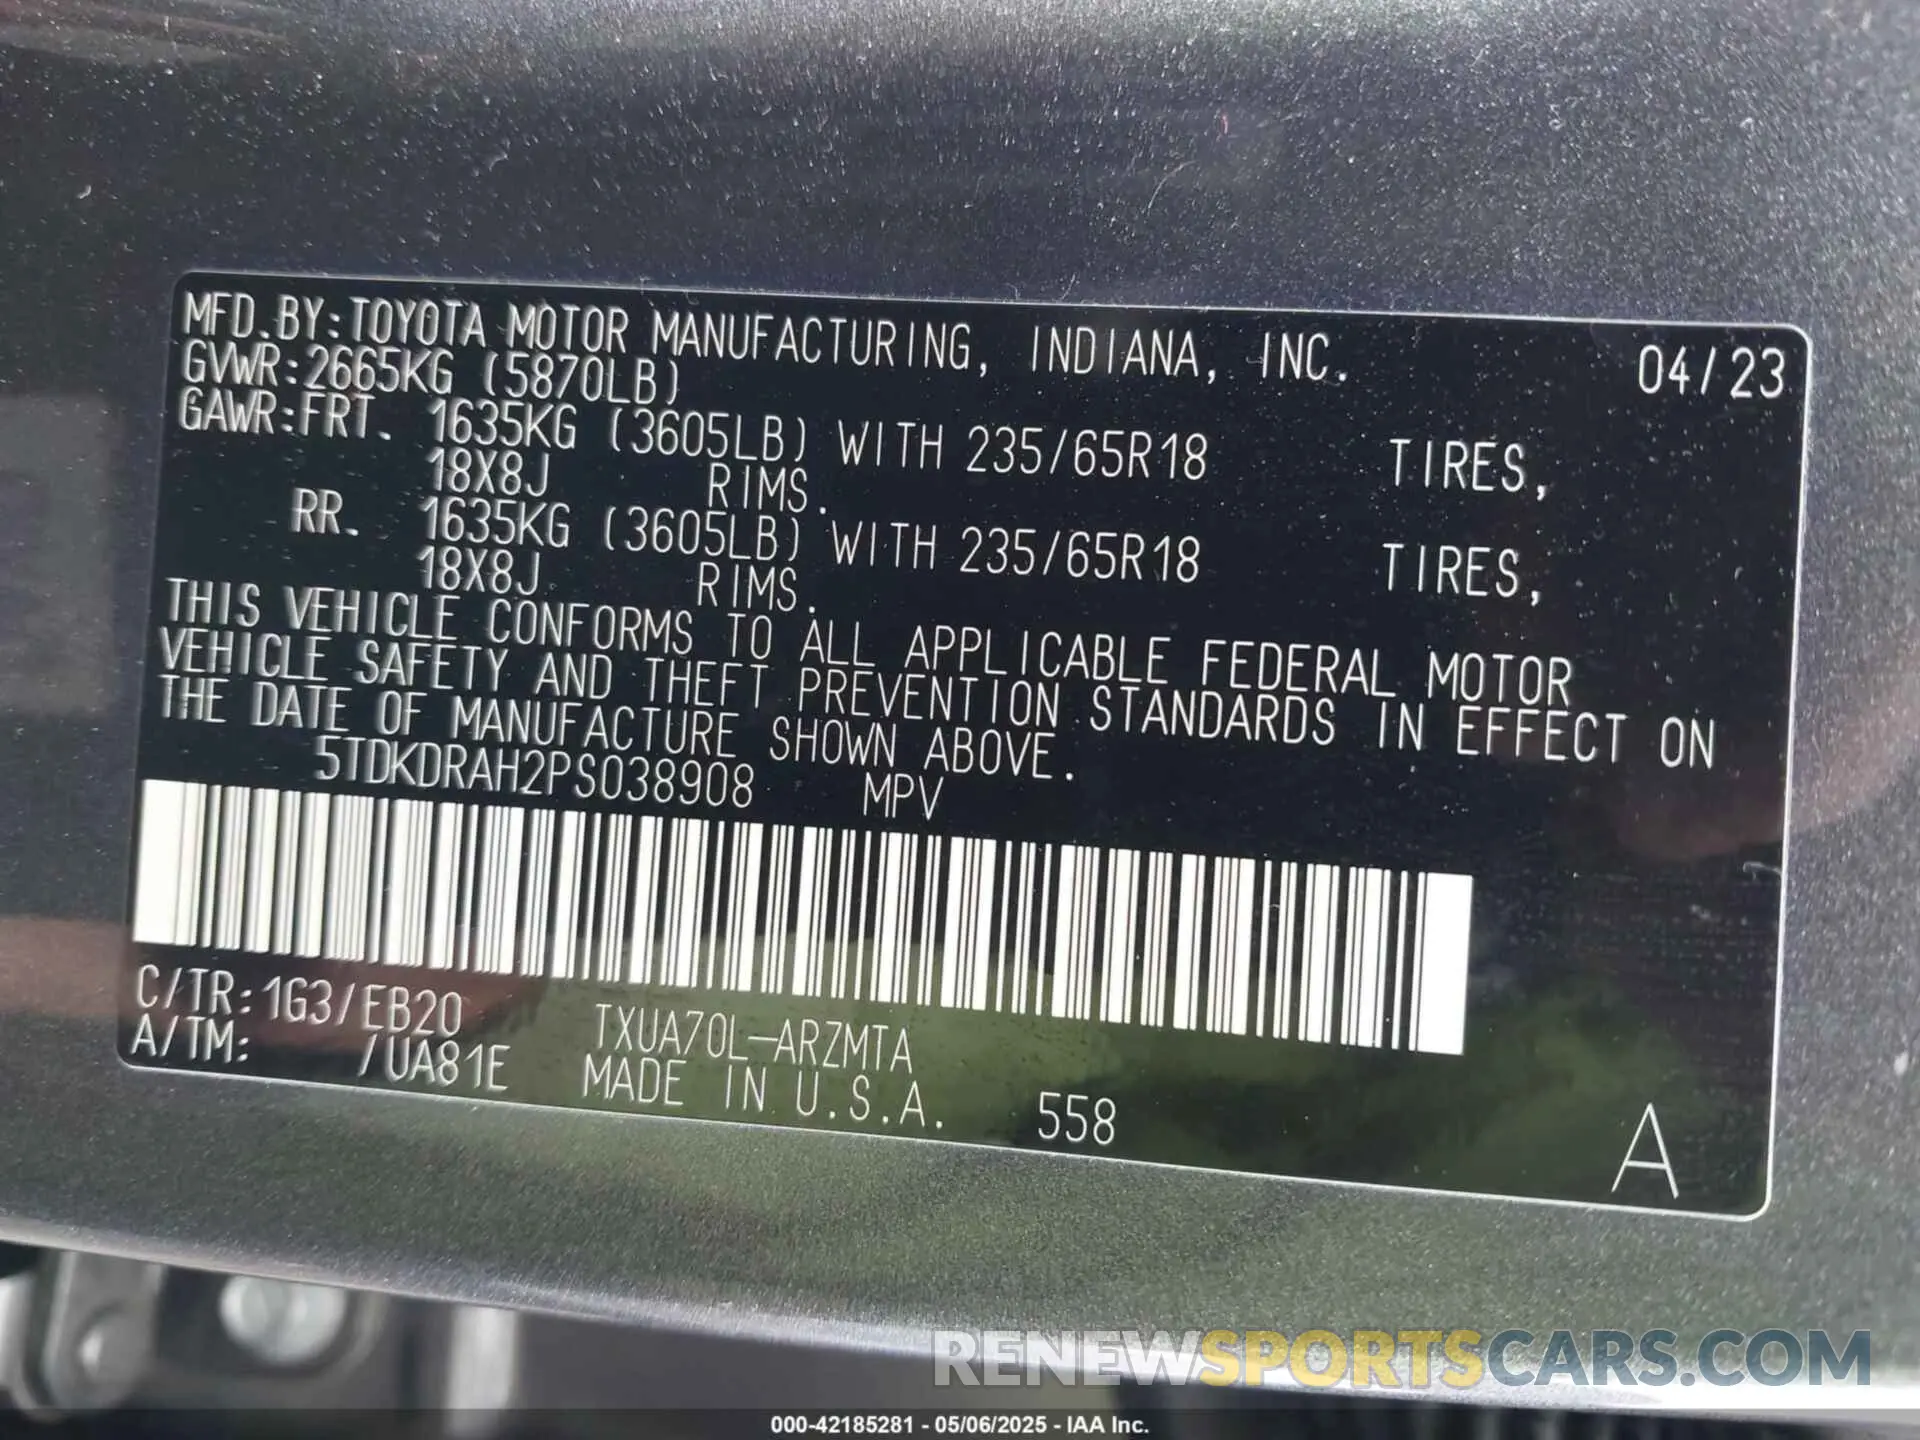 MFD.BY:TOYOTA MOTOR MANUFACTURING, INDIANA, INC. 04/23
GVWR:2665KG (5870LB)
GAWR:FRT. 1635KG (3605LB) WITH 235/65R18 TIRES,
18X8J RIMS.
RR. 1635KG (3605LB) WITH 235/65R18 TIRES,
18X8J RIMS.
THIS VEHICLE CONFORMS TO ALL APPLICABLE FEDERAL MOTOR
VEHICLE SAFETY AND THEFT PREVENTION STANDARDS IN EFFECT ON
THE DATE OF MANUFACTURE SHOWN ABOVE.
5TDKDRAH2PS038908 MPV
C/TR:1G3/EB20 TXUA70L-ARZMTA
A/TM: /UA81E MADE IN U.S.A. 558 A
RENEWSPORTSCARS.COM
000-42185281 - 05/06/2025 - IAA Inc.